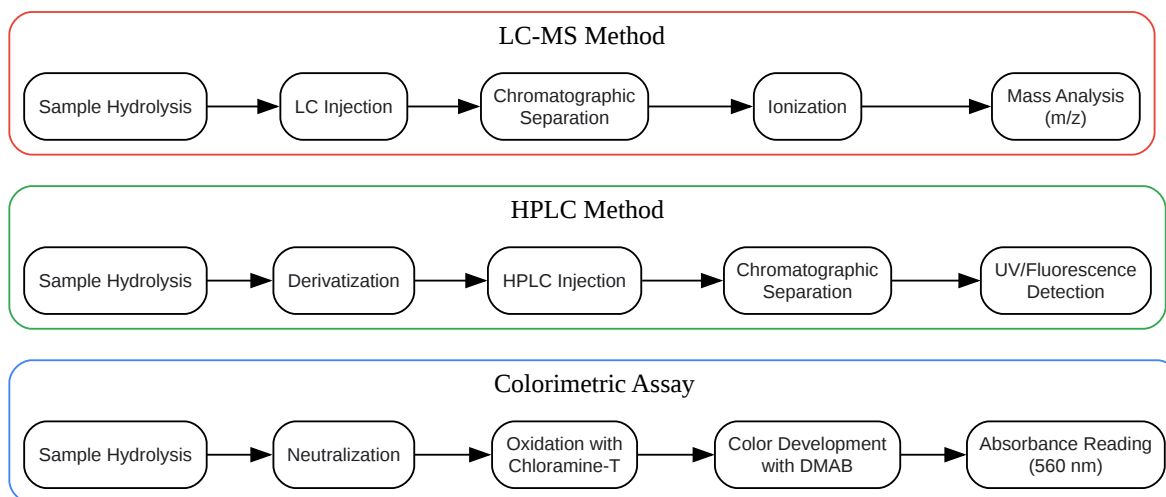 LC-MS Method
Sample Hydrolysis
LC Injection
Chromatographic
Separation
Ionization
Mass Analysis
(m/z)
HPLC Method
Sample Hydrolysis
Derivatization
HPLC Injection
Chromatographic
Separation
UV/Fluorescence
Detection
Colorimetric Assay
Sample Hydrolysis
Neutralization
Oxidation with
Chloramine-T
Color Development
with DMAB
Absorbance Reading
(560 nm)